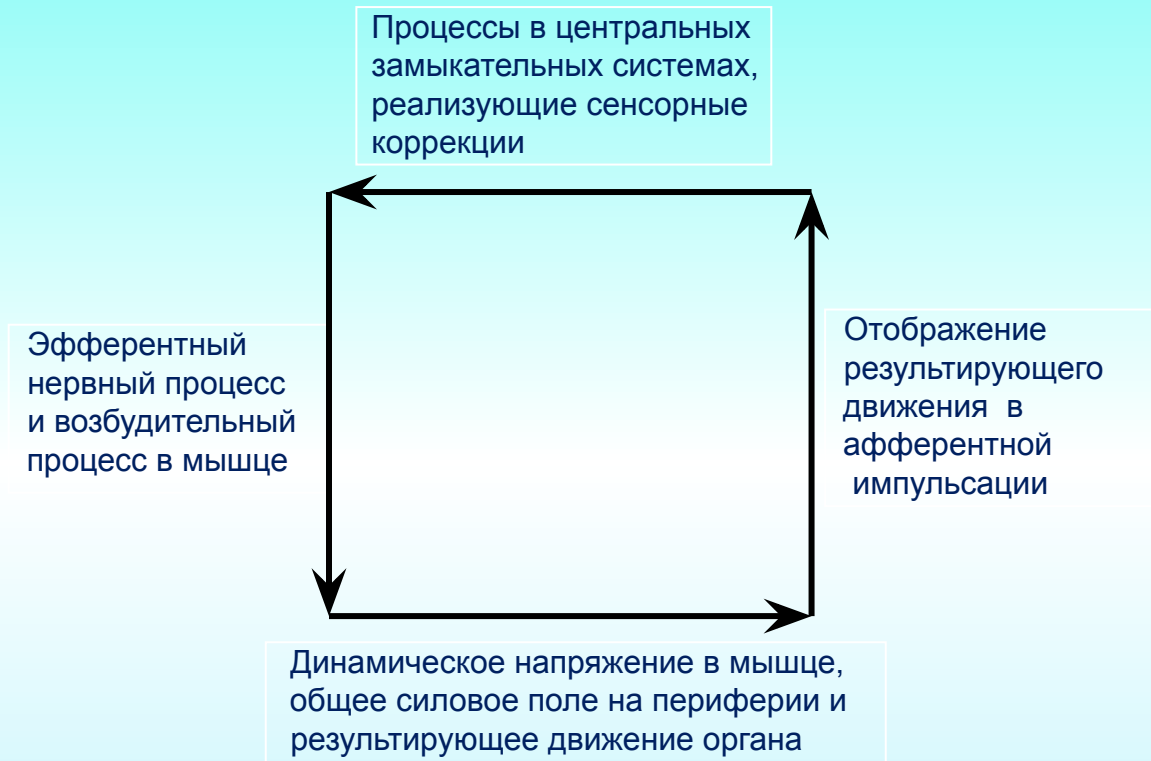 Процессы в центральных
замыкательных системах,
реализующие сенсорные
коррекции
Эфферентный
нервный процесс
и возбудительный
процесс в мышце
Отображение
результирующего
движения в
афферентной
импульсации
Динамическое напряжение в мышце,
общее силовое поле на периферии и
результирующее движение органа